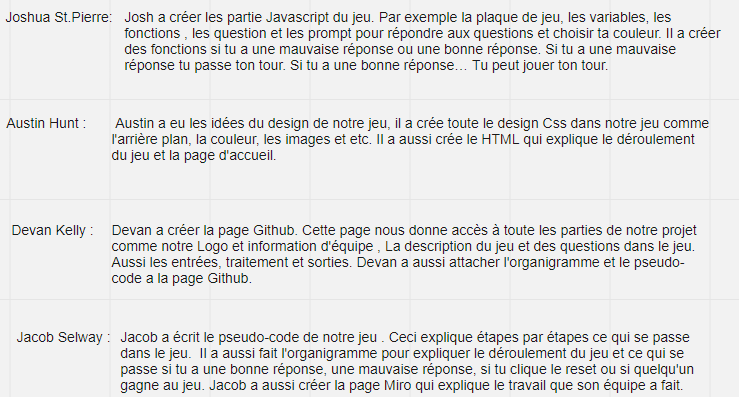 Joshua St.Pierre: Josh a créer les partie Javascript du jeu. Par exemple la plaque de jeu, les variables, les
fonctions , les question et les prompt pour répondre aux questions et choisir ta couleur. Il a créer
des fonctions si tu a une mauvaise réponse ou une bonne réponse. Si tu a une mauvaise
réponse tu passe ton tour. Si tu a une bonne réponse… Tu peut jouer ton tour.
Austin Hunt : Austin a eu les idées du design de notre jeu, il a crée toute le design Css dans notre jeu comme
l'arrière plan, la couleur, les images et etc. Il a aussi crée le HTML qui explique le déroulement
du jeu et la page d'accueil.
Devan Kelly : Devan a créer la page Github. Cette page nous donne accès à toute les parties de notre projet
comme notre Logo et information d'équipe , La description du jeu et des questions dans le jeu.
Aussi les entrées, traitement et sorties. Devan a aussi attacher l'organigramme et le pseudo-
code a la page Github.
Jacob Selway : Jacob a écrit le pseudo-code de notre jeu . Ceci explique étapes par étapes ce qui se passe
dans le jeu. Il a aussi fait l'organigramme pour expliquer le déroulement du jeu et ce qui se
passe si tu a une bonne réponse, une mauvaise réponse, si tu clique le reset ou si quelqu'un
gagne au jeu. Jacob a aussi créer la page Miro qui explique le travail que son équipe a fait.